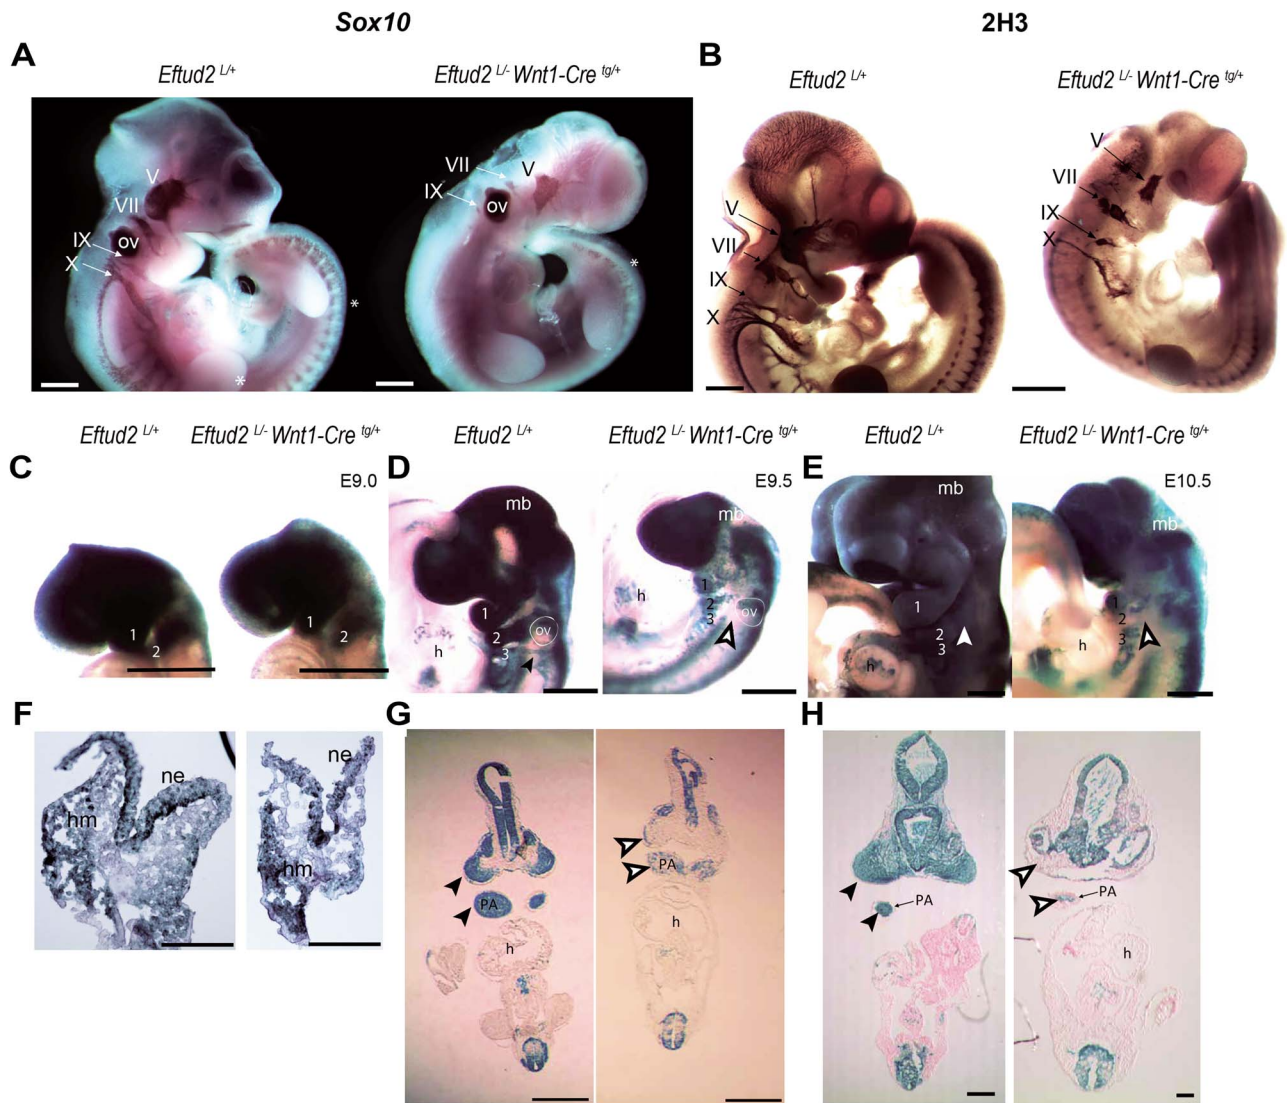 Sox10 2H3
A B
Eftud2 L/+ Eftud2 L/- Wnt1-Cre tg/+ Eftud2 L/+ Eftud2 L/- Wnt1-Cre tg/+
V VII IX ov X * *
VII V IX ov *
V VII IX X
V VII IX X
Eftud2 L/+ Eftud2 L/- Wnt1-Cre tg/+ Eftud2 L/+ Eftud2 L/- Wnt1-Cre tg/+ Eftud2 L/+ Eftud2 L/- Wnt1-Cre tg/+
C D E
E9.0 E9.5 E10.5
1 2
1 2
mb 1 2 3 ov h
mb 1 2 3 ov h
mb 1 2 3 h
mb 1 2 3 h
F G H
ne hm
ne hm
PA h
PA h
PA
PA h